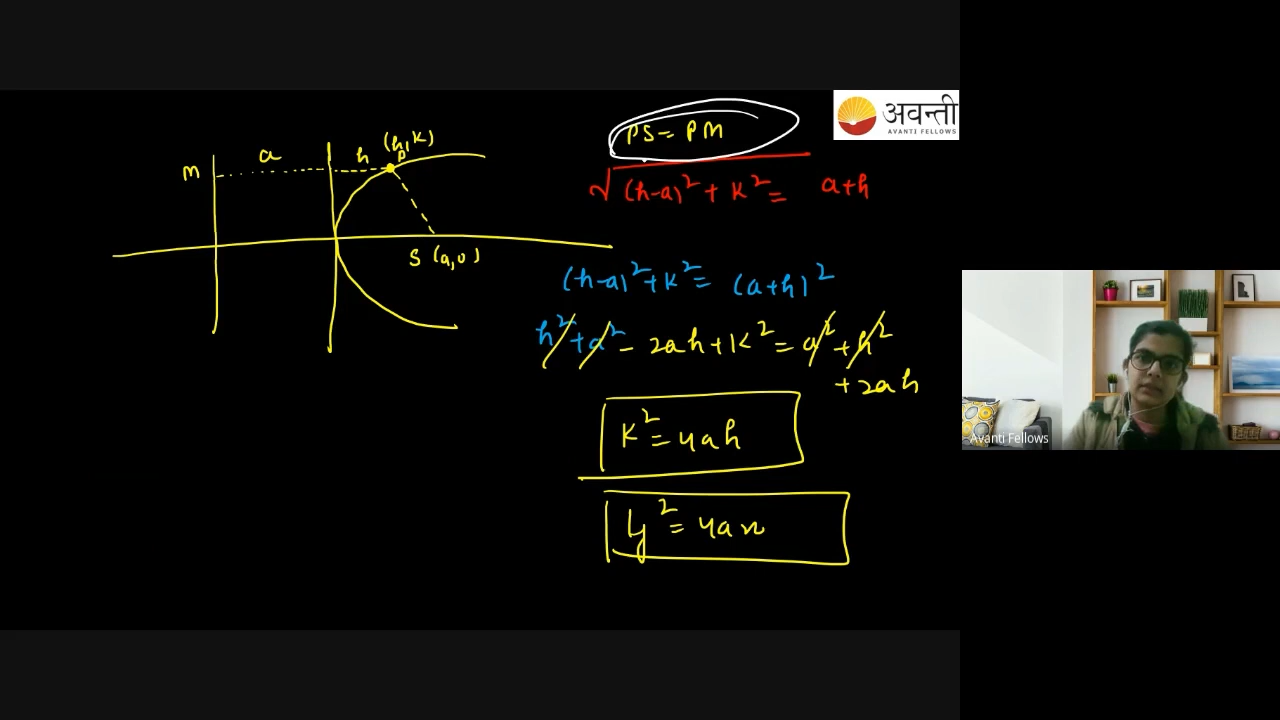 अवन्ती
AVANTI FELLOWS
M a h (h,K)
P
S (a,0)
PS = PM
√(h-a)² + K² = a+h
(h-a)² + K² = (a+h)²
h² + a² - 2ah + K² = a² + h²
+ 2ah
K² = 4ah
y² = 4ax
Avanti Fellows